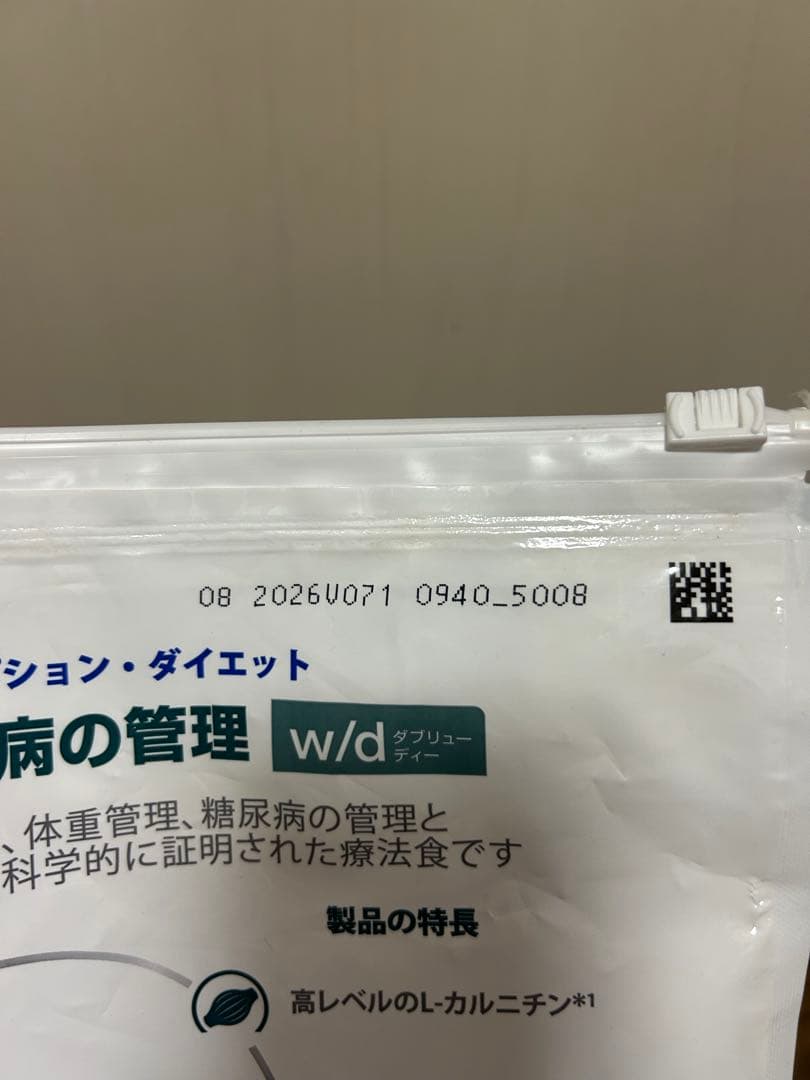 08 2026V071 0940_5008
ション・ダイエット
病の管理 w/d ダブリュー
ディー
、体重管理、糖尿病の管理と
科学的に証明された療法食です
製品の特長
高レベルのL-カルニチン*1